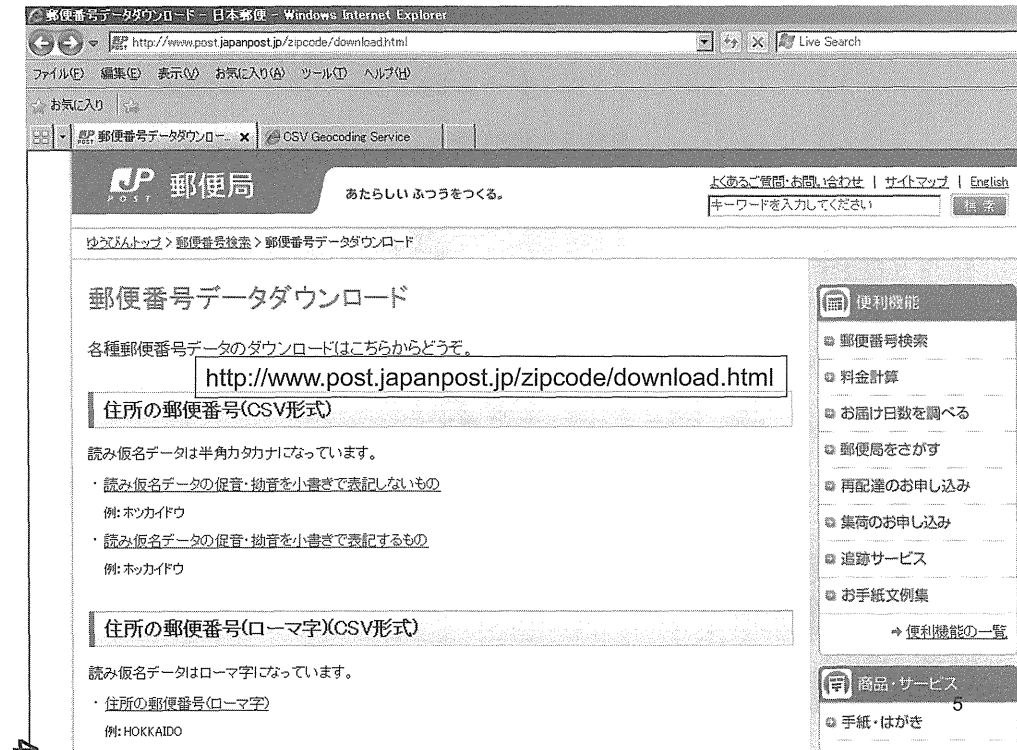 郵便番号データダウンロード - 日本郵便 - Windows Internet Explorer
http://www.post.japanpost.jp/zipcode/download.html
Live Search
ファイル(F) 編集(E) 表示(V) お気に入り(A) ツール(T) ヘルプ(H)
お気に入り
郵便番号データダウンロー...
CSV Geocoding Service
JP POST 郵便局
あたらしい ふつうをつくる。
よくあるご質問・お問い合わせ | サイトマップ | English
キーワードを入力してください 検索
ゆうびんトップ > 郵便番号検索 > 郵便番号データダウンロード
郵便番号データダウンロード
各種郵便番号データのダウンロードはこちらからどうぞ。
http://www.post.japanpost.jp/zipcode/download.html
住所の郵便番号(CSV形式)
読み仮名データは半角カタカナになっています。
・読み仮名データの促音・拗音を小書きで表記しないもの
例: ホツカイドウ
・読み仮名データの促音・拗音を小書きで表記するもの
例: ホッカイドウ
住所の郵便番号(ローマ字)(CSV形式)
読み仮名データはローマ字になっています。
・住所の郵便番号(ローマ字)
例: HOKKAIDO
便利機能
郵便番号検索
料金計算
お届け日数を調べる
郵便局をさがす
再配達のお申し込み
集荷のお申し込み
追跡サービス
お手紙文例集
便利機能の一覧
商品・サービス
5
手紙・はがき